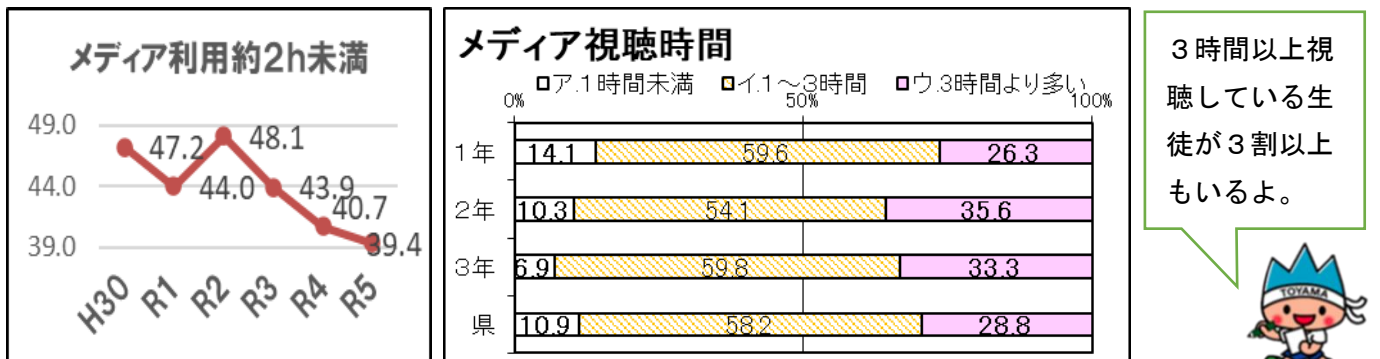 メディア利用約2h未満
49.0
44.0
39.0
47.2
44.0
48.1
43.9
40.7
39.4
H30 R1 R2 R3 R4 R5
メディア視聴時間
ア.1時間未満 イ.1～3時間 ウ.3時間より多い
0% 50% 100%
1年 14.1 59.6 26.3
2年 10.3 54.1 35.6
3年 6.9 59.8 33.3
県 10.9 58.2 28.8
３時間以上視
聴している生
徒が３割以上
もいるよ。
TOYAMA